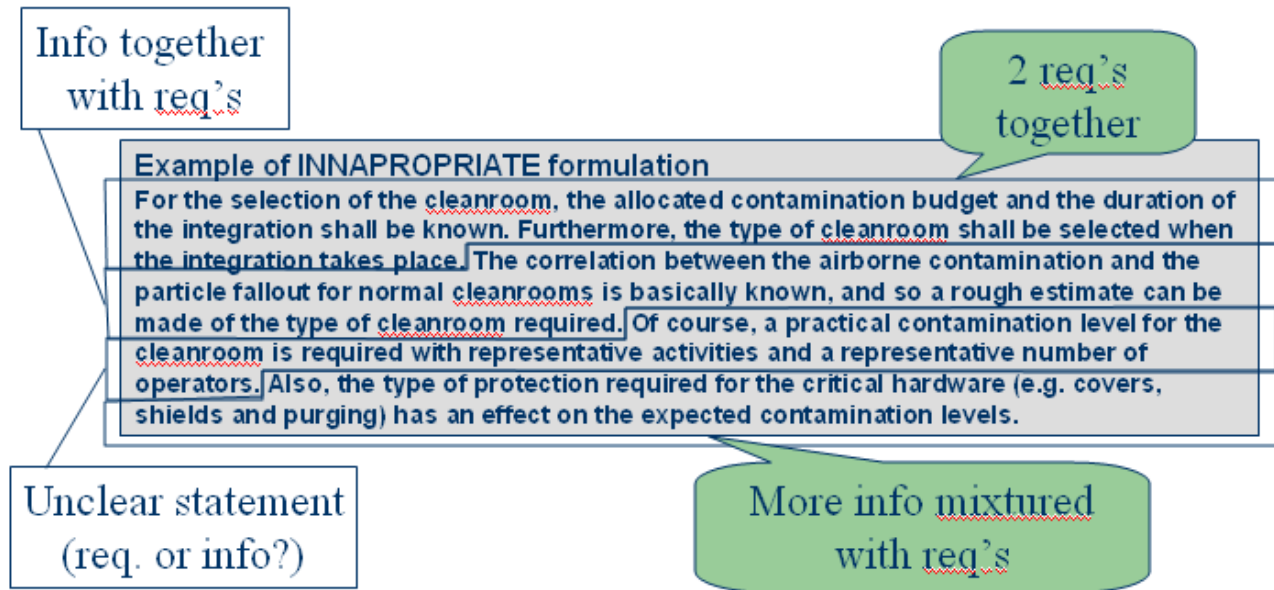 Info together
with req's
2 req's
together
Example of INNAPROPRIATE formulation
For the selection of the cleanroom, the allocated contamination budget and the duration of
the integration shall be known. Furthermore, the type of cleanroom shall be selected when
the integration takes place. The correlation between the airborne contamination and the
particle fallout for normal cleanrooms is basically known, and so a rough estimate can be
made of the type of cleanroom required. Of course, a practical contamination level for the
cleanroom is required with representative activities and a representative number of
operators. Also, the type of protection required for the critical hardware (e.g. covers,
shields and purging) has an effect on the expected contamination levels.
Unclear statement
(req. or info?)
More info mixtured
with req's